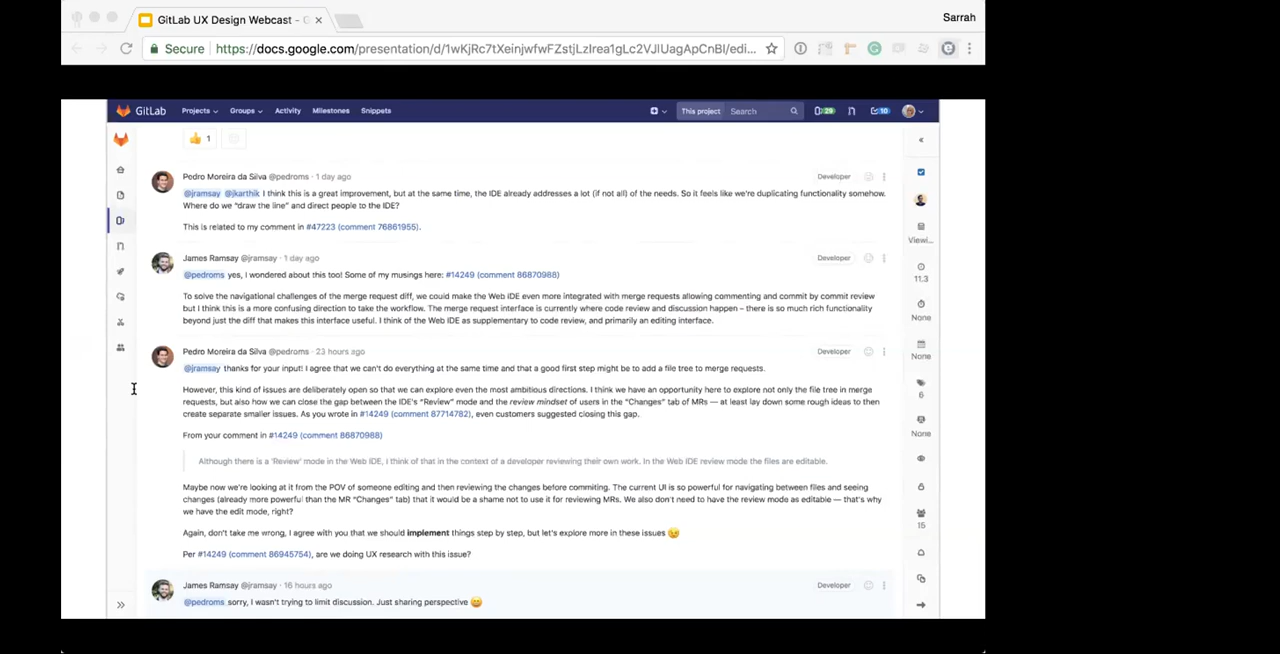 GitLab UX Design Webcast - G
Sarrah
Secure https://docs.google.com/presentation/d/
GitLab Projects Groups Activity Milestones Snippets This project Search 29 10
1
Pedro Moreira da Silva @pedroms · 1 day ago Developer
@jramsay @jkarthik I think this is a great improvement, but at the same time, the IDE already addresses a lot (if not all) of the needs. So it feels like we're duplicating functionality somehow.
Where do we "draw the line" and direct people to the IDE?
This is related to my comment in #47223 (comment 76861955).
James Ramsay @jramsay · 1 day ago Developer
@pedroms yes, I wondered about this too! Some of my musings here: #14249 (comment 86870988)
To solve the navigational challenges of the merge request diff, we could make the Web IDE even more integrated with merge requests allowing commenting and commit by commit review
but I think this is a more confusing direction to take the workflow. The merge request interface is currently where code review and discussion happen – there is so much rich functionality
beyond just the diff that makes this interface useful. I think of the Web IDE as supplementary to code review, and primarily an editing interface.
Pedro Moreira da Silva @pedroms · 23 hours ago Developer
@jramsay thanks for your input! I agree that we can't do everything at the same time and that a good first step might be to add a file tree to merge requests.
However, this kind of issues are deliberately open so that we can explore even the most ambitious directions. I think we have an opportunity here to explore not only the file tree in merge
requests, but also how we can close the gap between the IDE's "Review" mode and the review mindset of users in the "Changes" tab of MRs — at least lay down some rough ideas to then
create separate smaller issues. As you wrote in #14249 (comment 87714782), even customers suggested closing this gap.
From your comment in #14249 (comment 86870988)
Although there is a 'Review' mode in the Web IDE, I think of that in the context of a developer reviewing their own work. In the Web IDE review mode the files are editable.
Maybe now we're looking at it from the POV of someone editing and then reviewing the changes before commiting. The current UI is so powerful for navigating between files and seeing
changes (already more powerful than the MR "Changes" tab) that it would be a shame not to use it for reviewing MRs. We also don't need to have the review mode as editable — that's why
we have the edit mode, right?
Again, don't take me wrong, I agree with you that we should implement things step by step, but let's explore more in these issues
Per #14249 (comment 86945754), are we doing UX research with this issue?
James Ramsay @jramsay · 16 hours ago Developer
@pedroms sorry, I wasn't trying to limit discussion. Just sharing perspective
Viewi...
11.3
None
None
6
None
15